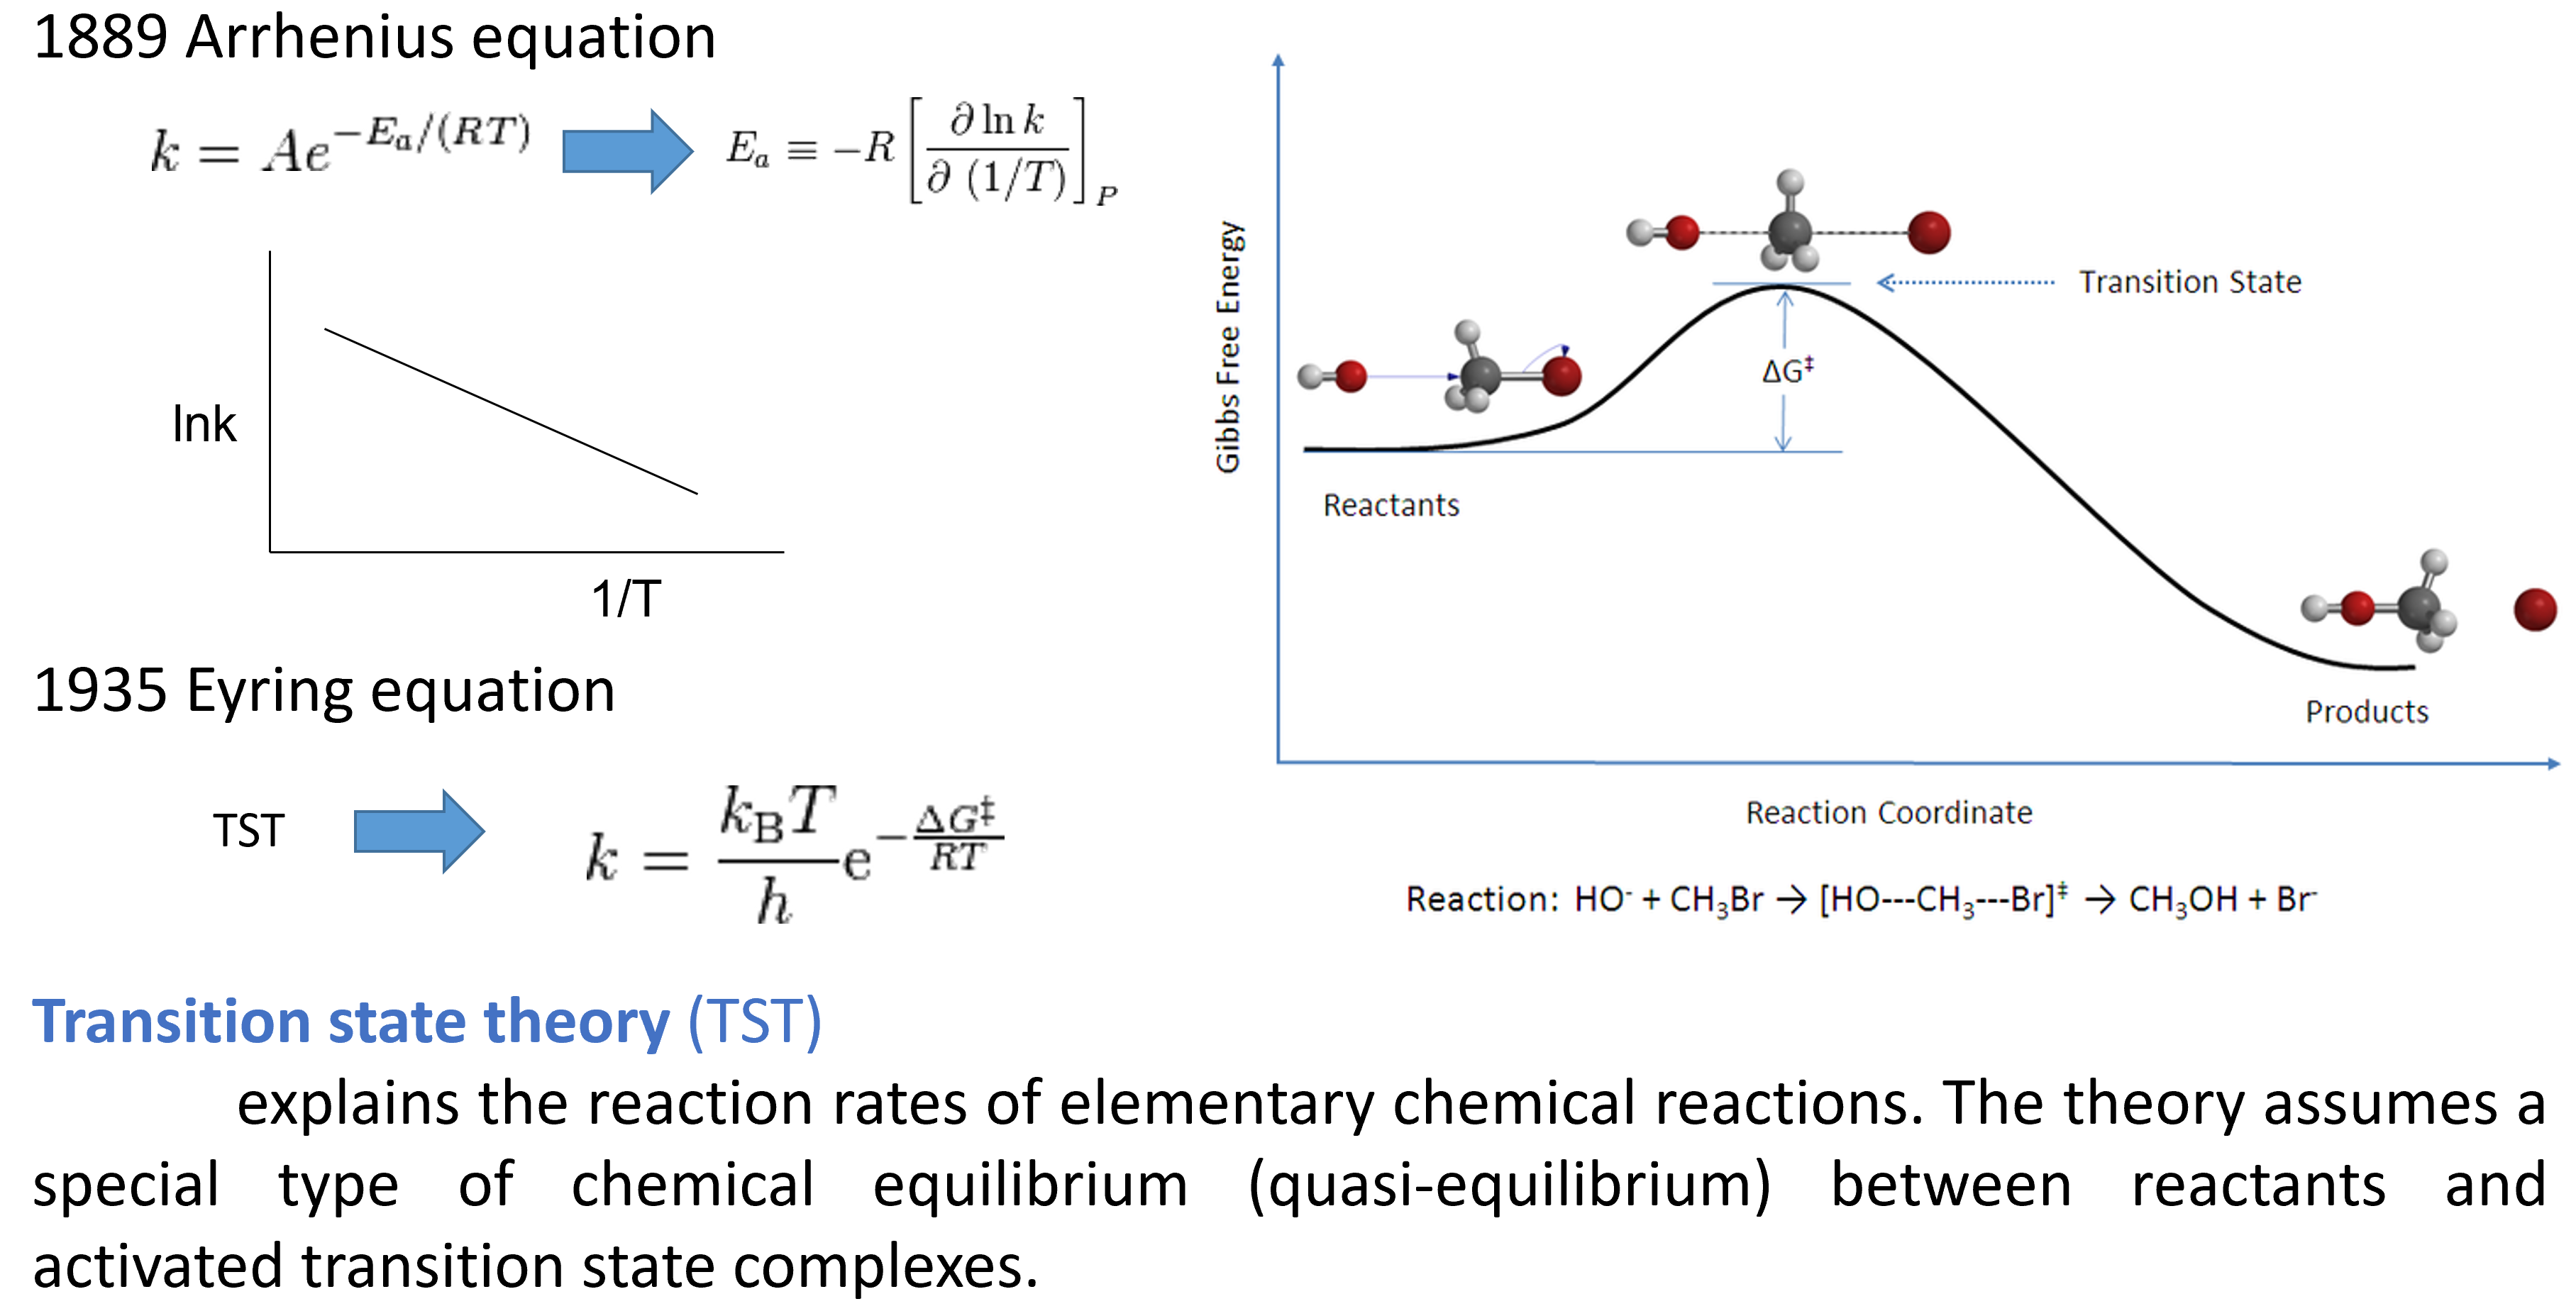 1889 Arrhenius equation
k = Ae^{−E_a/(RT)}
E_a ≡ −R [∂ ln k / ∂ (1/T)]_P
lnk
1/T
1935 Eyring equation
TST
k = k_B T / h e^{−ΔG‡/RT}
Gibbs Free Energy
Transition State
ΔG‡
Reactants
Products
Reaction Coordinate
Reaction: HO⁻ + CH₃Br → [HO---CH₃---Br]‡ → CH₃OH + Br⁻
Transition state theory (TST)
explains the reaction rates of elementary chemical reactions. The theory assumes a
special type of chemical equilibrium (quasi-equilibrium) between reactants and
activated transition state complexes.